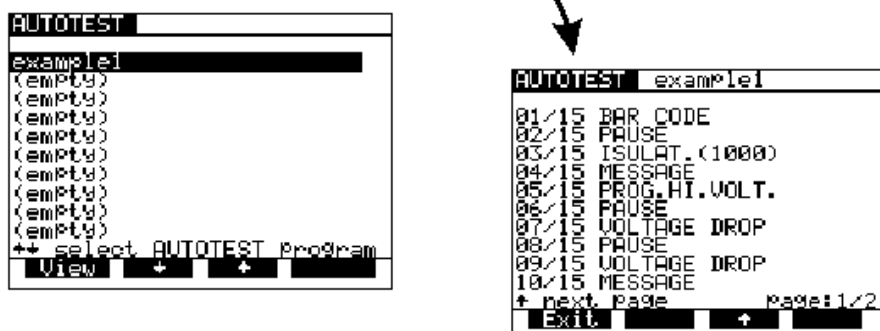 AUTOTEST
example1
(empty)
(empty)
(empty)
(empty)
(empty)
(empty)
(empty)
(empty)
(empty)
↓↑ select AUTOTEST program
View ↓ ↑
AUTOTEST example1
01/15 BAR CODE
02/15 PAUSE
03/15 ISULAT.(1000)
04/15 MESSAGE
05/15 PROG.HI.VOLT.
06/15 PAUSE
07/15 VOLTAGE DROP
08/15 PAUSE
09/15 VOLTAGE DROP
10/15 MESSAGE
↑ next page page:1/2
Exit ↑